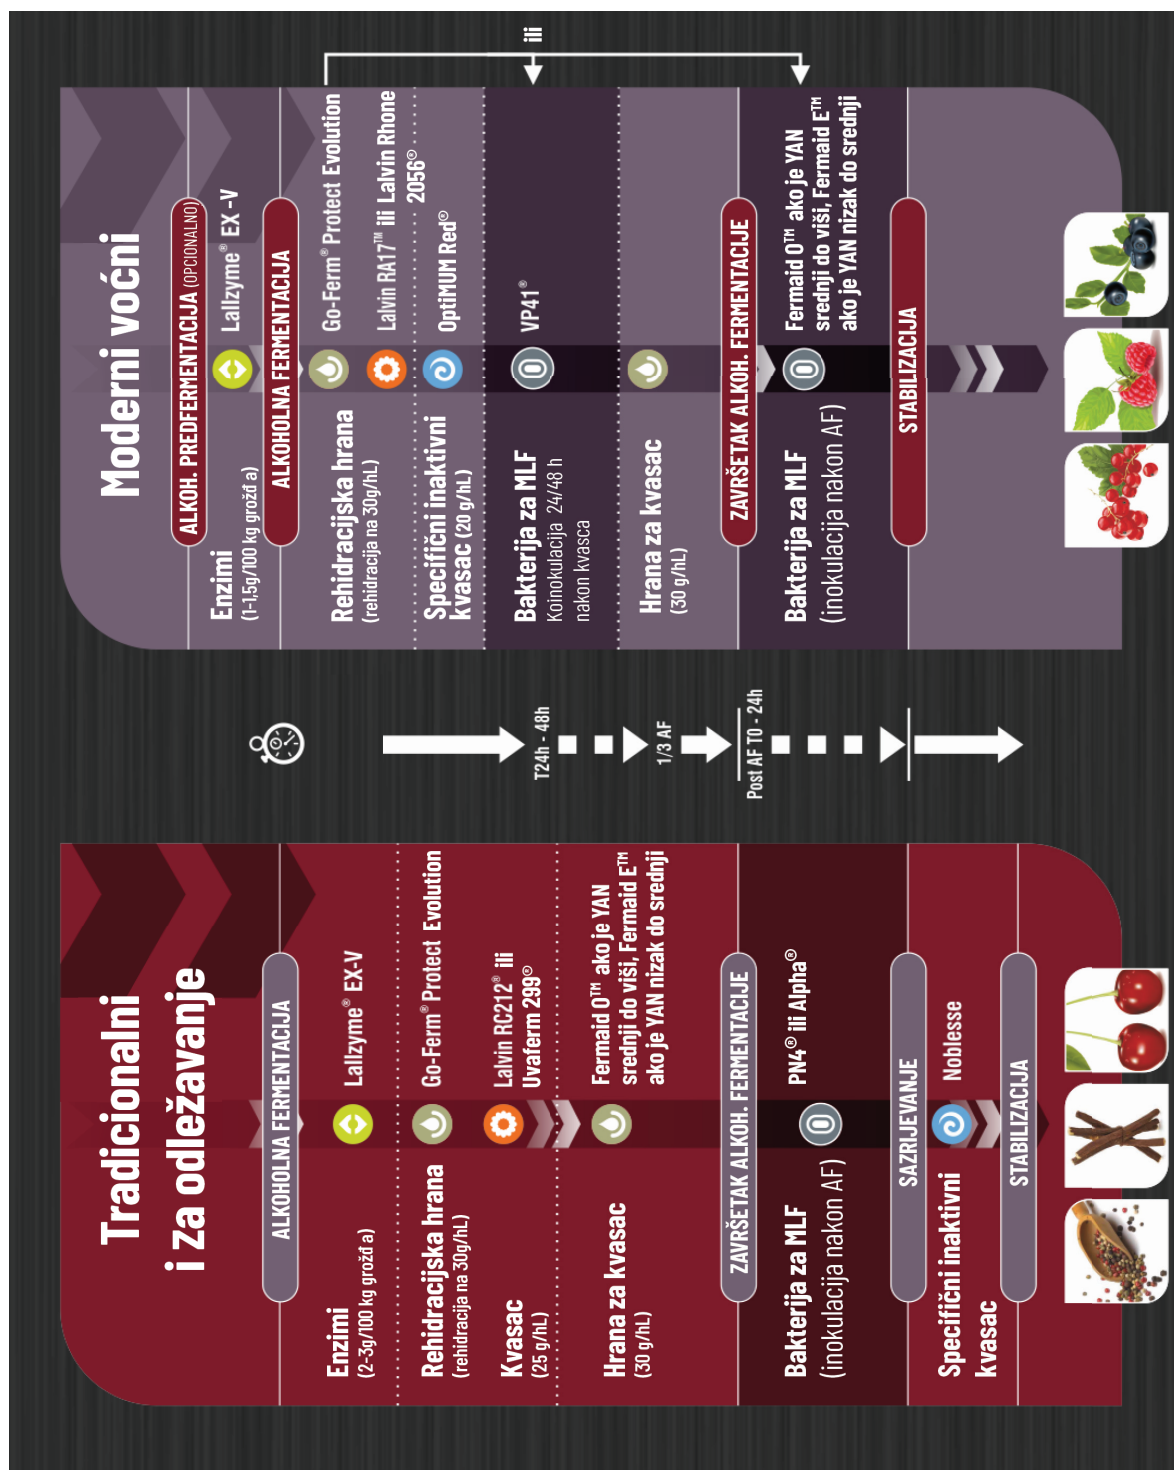 Tradicionalni
i Za odležavanje
ALKOHOLNA FERMENTACIJA
Enzimi
(2-3g/100 kg grožđ a)
Lallzyme® EX-V
Rehidracijska hrana
(rehidracija na 30g/hL)
Go-Ferm® Protect Evolution
Kvasac
(25 g/hL)
Lalvin RC212® ili
Uvaferm 299®
Hrana za kvasac
(30 g/hL)
Fermaid O™ ako je YAN
srednji do viši, Fermaid E™
ako je YAN nizak do srednji
ZAVRŠETAK ALKOH. FERMENTACIJE
Bakterija za MLF
(inokulacija nakon AF)
PN4® ili Alpha®
SAZRIJEVANJE
Specifični inaktivni
kvasac
Noblesse
STABILIZACIJA
T24h - 48h
1/3 AF
Post AF T0 - 24h
Moderni voćni
ALKOH. PREDFERMENTACIJA (OPCIONALNO)
Enzimi
(1-1,5g/100 kg grožđ a)
Lallzyme® EX -V
ALKOHOLNA FERMENTACIJA
Rehidracijska hrana
(rehidracija na 30g/hL)
Go-Ferm® Protect Evolution
Lalvin RA17™ ili Lalvin Rhone
2056®
Specifični inaktivni
kvasac (20 g/hL)
OptiMUM Red®
Bakterija za MLF
Koinokulacija 24/48 h
nakon kvasca
VP41®
Hrana za kvasac
(30 g/hL)
ZAVRŠETAK ALKOH. FERMENTACIJE
Bakterija za MLF
(inokulacija nakon AF)
Fermaid O™ ako je YAN
srednji do viši, Fermaid E™
ako je YAN nizak do srednji
STABILIZACIJA
ili